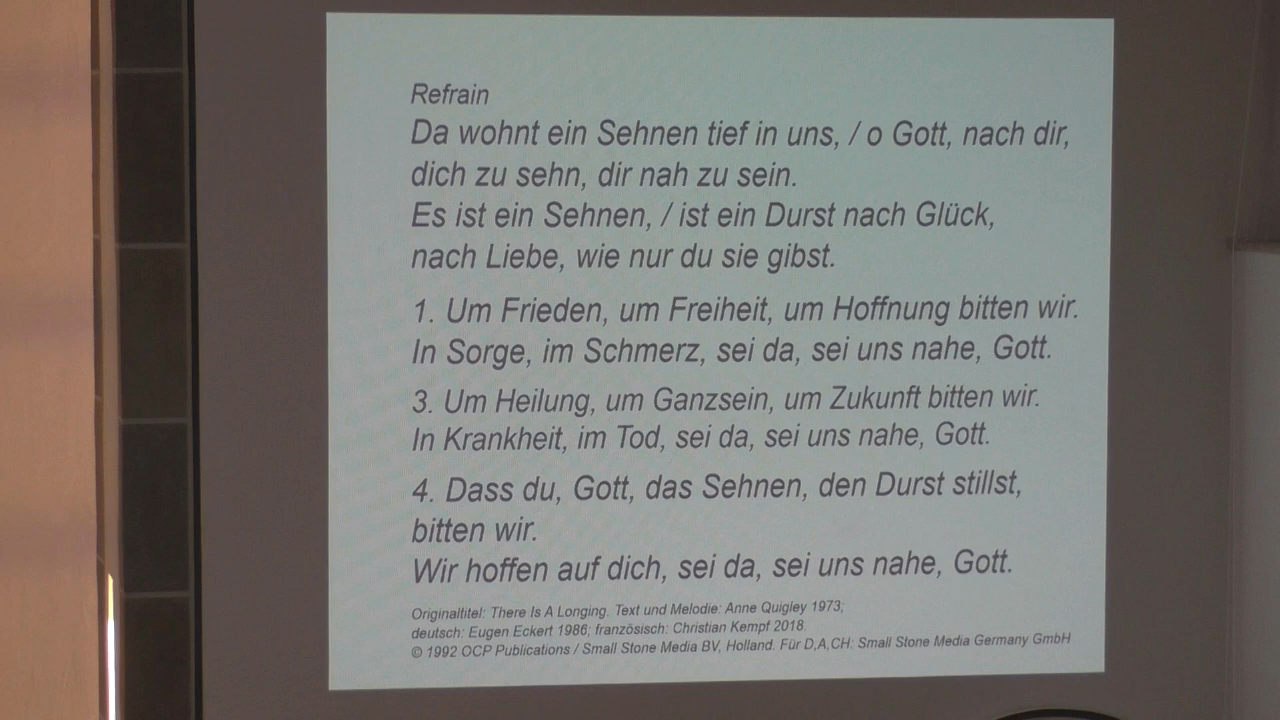 Refrain
Da wohnt ein Sehnen tief in uns, / o Gott, nach dir,
dich zu sehn, dir nah zu sein.
Es ist ein Sehnen, / ist ein Durst nach Glück,
nach Liebe, wie nur du sie gibst.
1. Um Frieden, um Freiheit, um Hoffnung bitten wir.
In Sorge, im Schmerz, sei da, sei uns nahe, Gott.
3. Um Heilung, um Ganzsein, um Zukunft bitten wir.
In Krankheit, im Tod, sei da, sei uns nahe, Gott.
4. Dass du, Gott, das Sehnen, den Durst stillst,
bitten wir.
Wir hoffen auf dich, sei da, sei uns nahe, Gott.
Originaltitel: There Is A Longing. Text und Melodie: Anne Quigley 1973;
deutsch: Eugen Eckert 1986; französisch: Christian Kempf 2018.
© 1992 OCP Publications / Small Stone Media BV, Holland. Für D,A,CH: Small Stone Media Germany GmbH